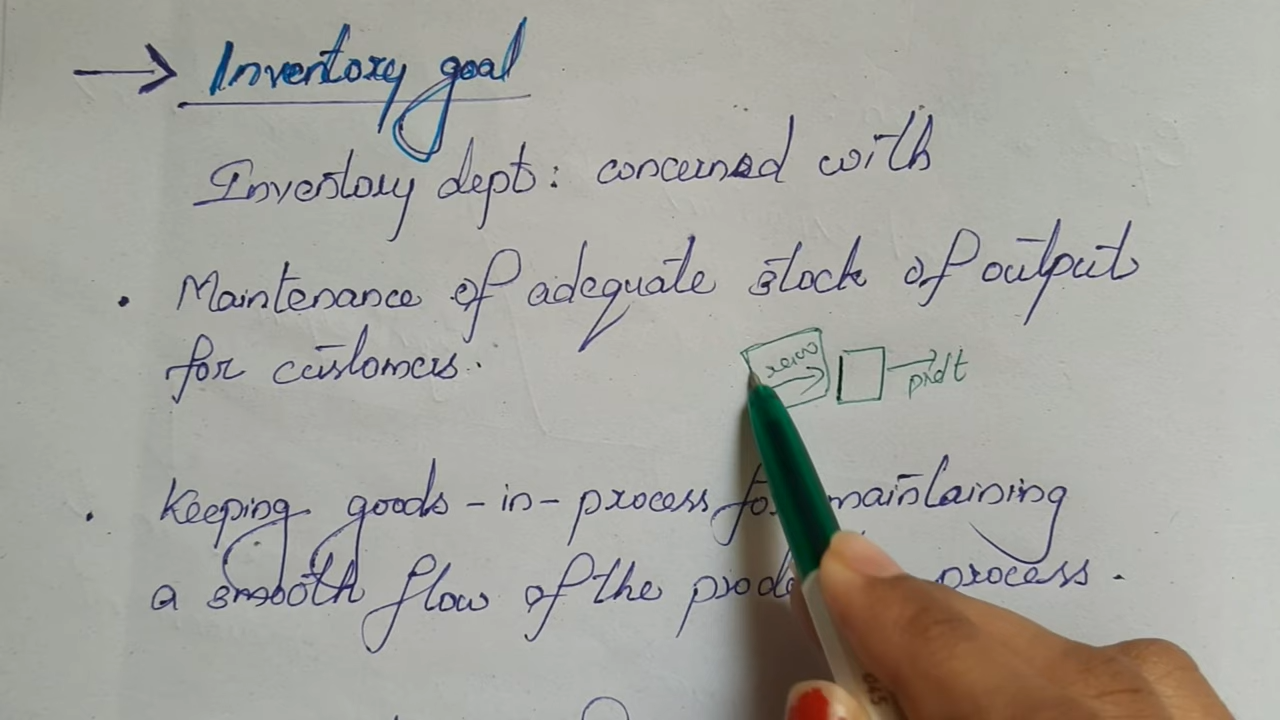 → Inventory goal
Inventory dept: concerned with
• Maintenance of adequate stock of output
for customers.
→ prdt
• Keeping goods-in-process maintaining
a smooth flow of the process.